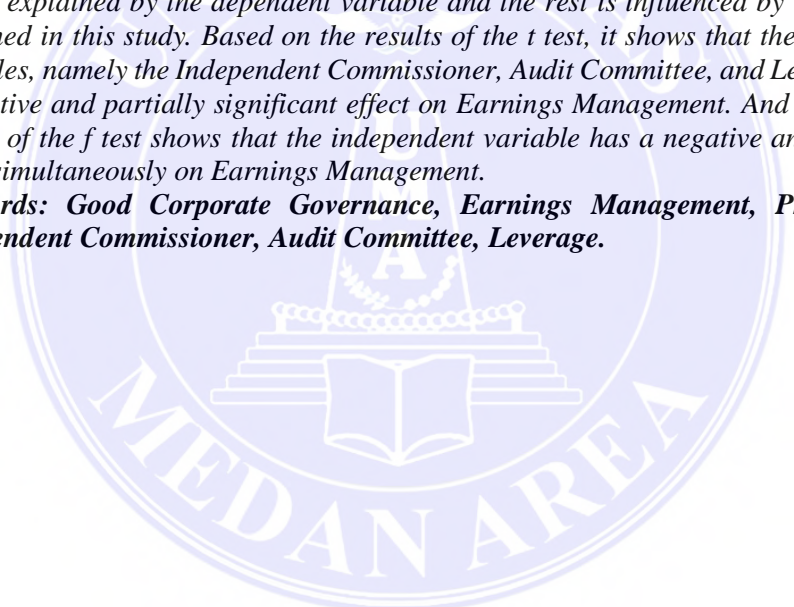 explained by the dependent variable and the rest is influenced by
ned in this study. Based on the results of the t test, it shows that the
les, namely the Independent Commissioner, Audit Committee, and Le
tive and partially significant effect on Earnings Management. And
of the f test shows that the independent variable has a negative an
simultaneously on Earnings Management.
rds: Good Corporate Governance, Earnings Management, P
endent Commissioner, Audit Committee, Leverage.
U
M
A
MEDAN AREA